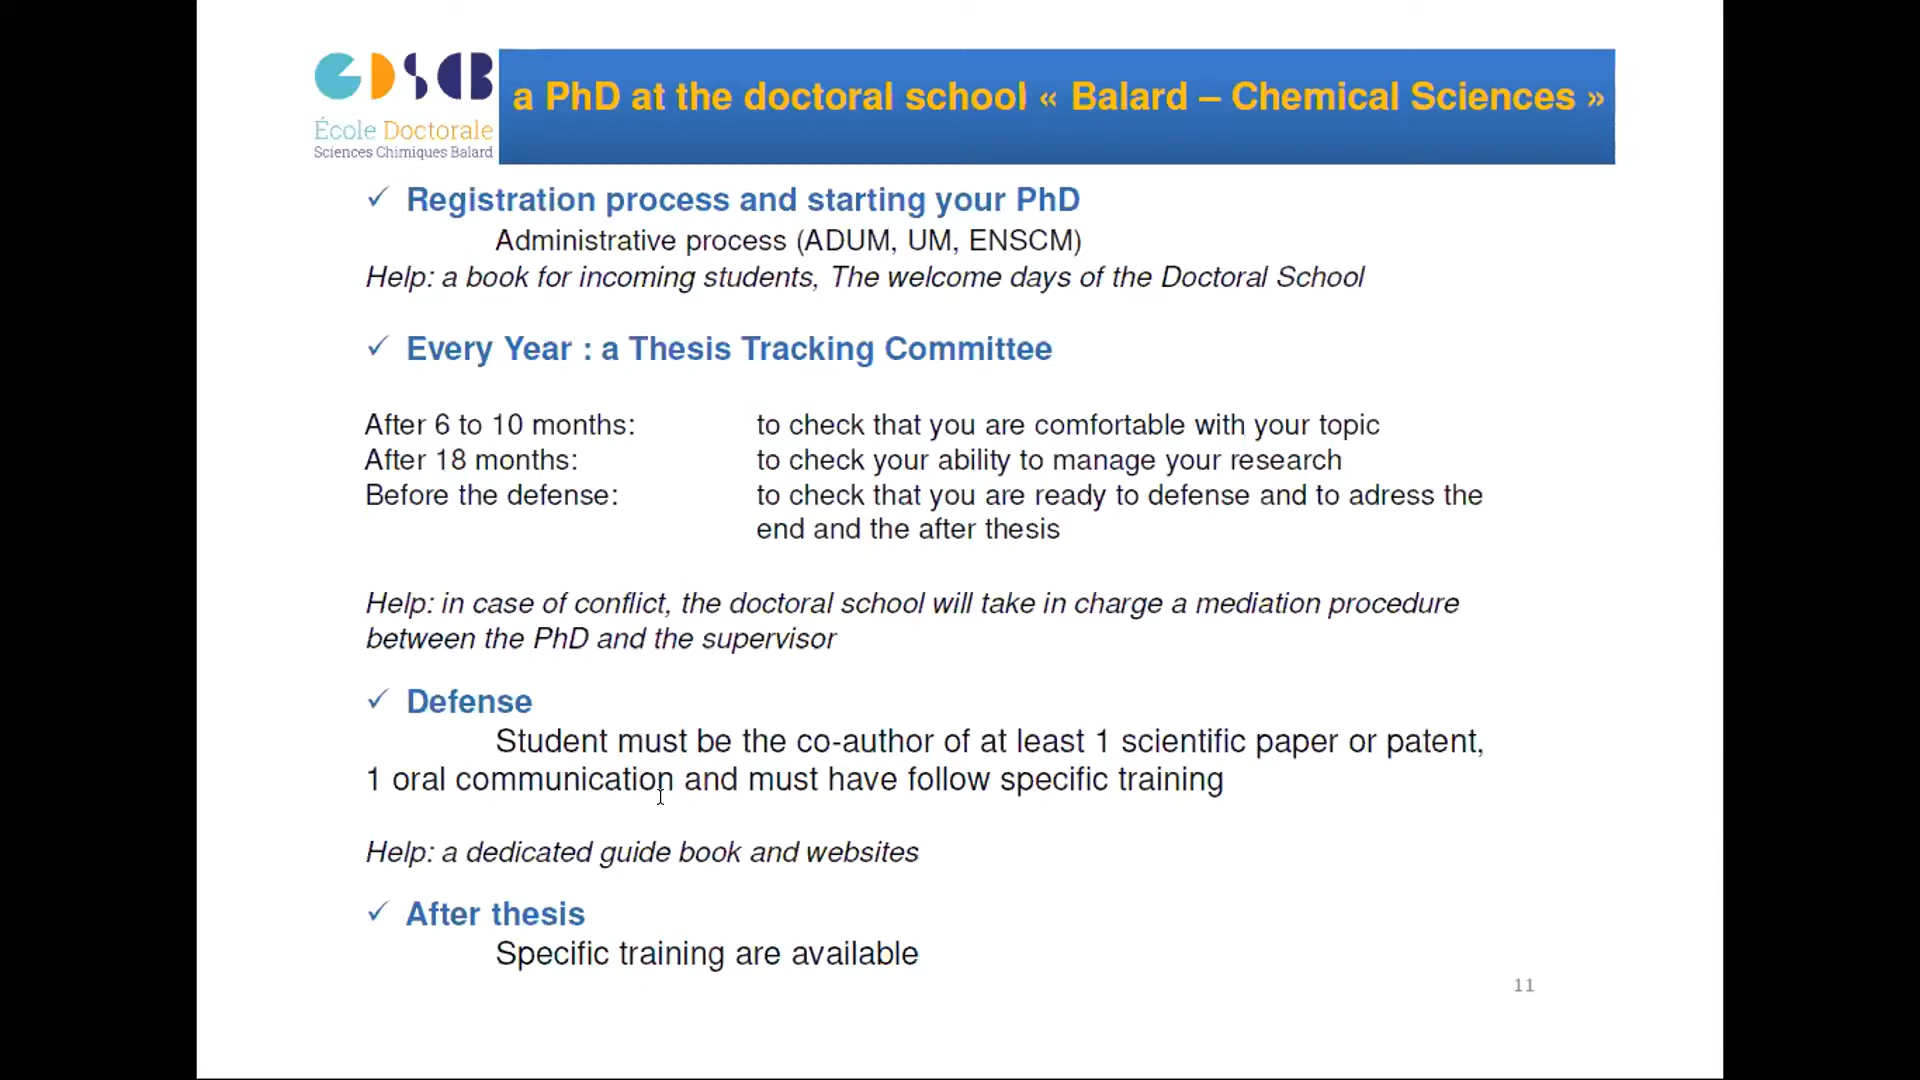 EDSCB
École Doctorale
Sciences Chimiques Balard
a PhD at the doctoral school « Balard – Chemical Sciences »
✓ Registration process and starting your PhD
Administrative process (ADUM, UM, ENSCM)
Help: a book for incoming students, The welcome days of the Doctoral School
✓ Every Year : a Thesis Tracking Committee
After 6 to 10 months: to check that you are comfortable with your topic
After 18 months: to check your ability to manage your research
Before the defense: to check that you are ready to defense and to adress the
end and the after thesis
Help: in case of conflict, the doctoral school will take in charge a mediation procedure
between the PhD and the supervisor
✓ Defense
Student must be the co-author of at least 1 scientific paper or patent,
1 oral communication and must have follow specific training
Help: a dedicated guide book and websites
✓ After thesis
Specific training are available
11